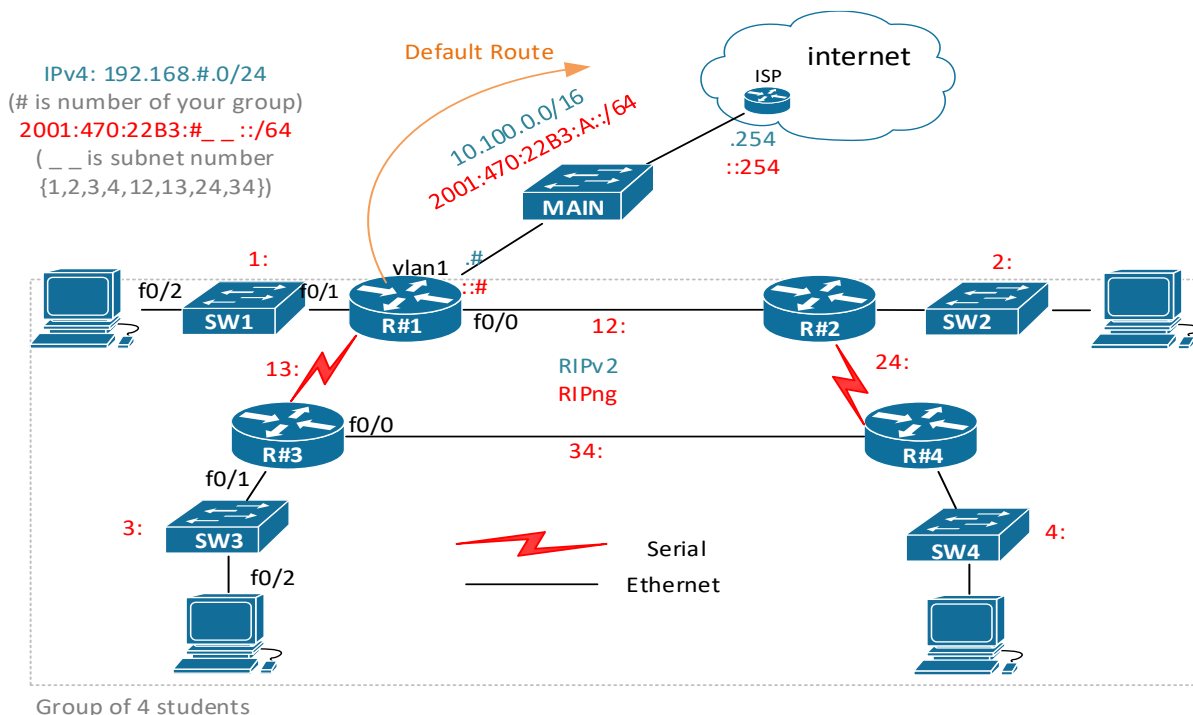 Default Route
internet
ISP
IPv4: 192.168.#.0/24
(# is number of your group)
2001:470:22B3:#_ _ ::/64
( _ _ is subnet number
{1,2,3,4,12,13,24,34})
10.100.0.0/16
2001:470:22B3:A::/64
.254
::254
MAIN
1:
vlan1
.#
::#
2:
f0/2
f0/1
SW1
R#1
f0/0
12:
R#2
SW2
13:
RIPv2
RIPng
24:
f0/0
R#3
34:
R#4
f0/1
3:
SW3
Serial
SW4
4:
f0/2
Ethernet
Group of 4 students